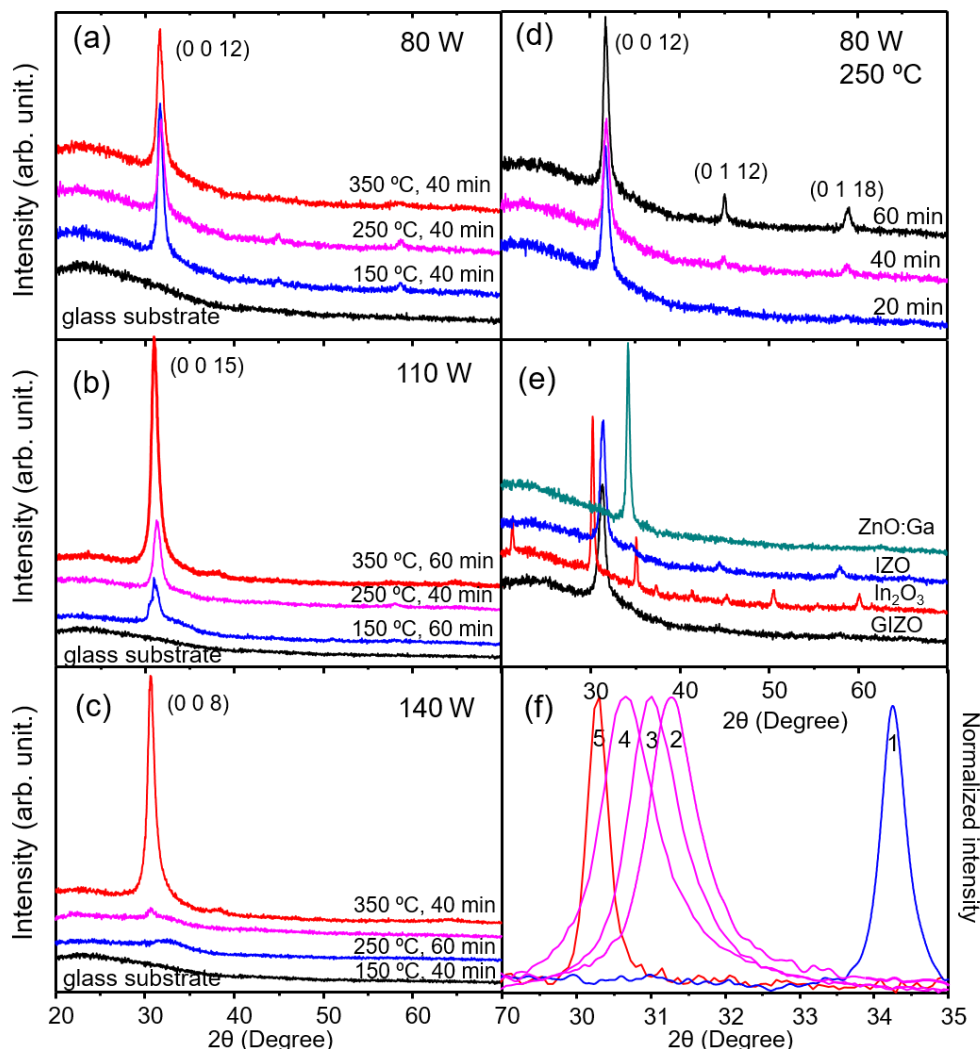 (a)
(0 0 12)
80 W
350 ºC, 40 min
250 ºC, 40 min
150 ºC, 40 min
glass substrate
Intensity (arb. unit.)
(d)
(0 0 12)
80 W
250 ºC
(0 1 12)
(0 1 18)
60 min
40 min
20 min
(b)
(0 0 15)
110 W
350 ºC, 60 min
250 ºC, 40 min
150 ºC, 60 min
glass substrate
Intensity (arb. unit.)
(e)
ZnO:Ga
IZO
In₂O₃
GIZO
30 40 50 60
2θ (Degree)
(c)
(0 0 8)
140 W
350 ºC, 40 min
250 ºC, 60 min
150 ºC, 40 min
glass substrate
Intensity (arb. unit.)
20 30 40 50 60 70
2θ (Degree)
(f)
5 4 3 2 1
Normalized intensity
30 31 32 33 34 35
2θ (Degree)